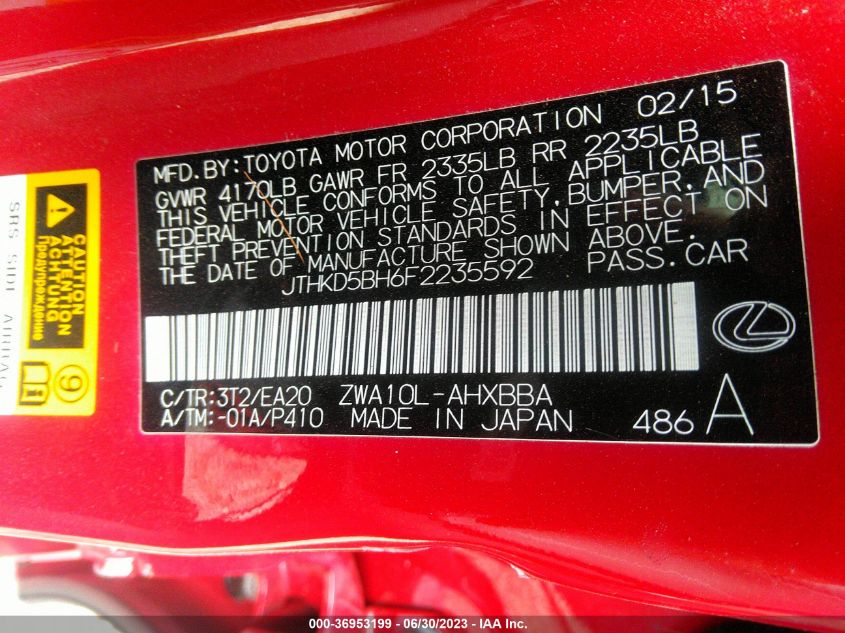 MFD.BY:TOYOTA MOTOR CORPORATION 02/15
GVWR 4170LB GAWR FR 2335LB RR 2235LB
THIS VEHICLE CONFORMS TO ALL APPLICABLE
FEDERAL MOTOR VEHICLE SAFETY,BUMPER,AND
THEFT PREVENTION STANDARDS IN EFFECT ON
THE DATE OF MANUFACTURE SHOWN ABOVE.
JTHKD5BH6F2235592 PASS.CAR
C/TR:3T2/EA20 ZWA10L-AHXBBA
A/TM:-01A/P410 MADE IN JAPAN 486 A
CAUTION
ATTENTION
ACHTUNG
Предупреждение
9
SRS SIDE AIRBAG
000-36953199 - 06/30/2023 - IAA Inc.